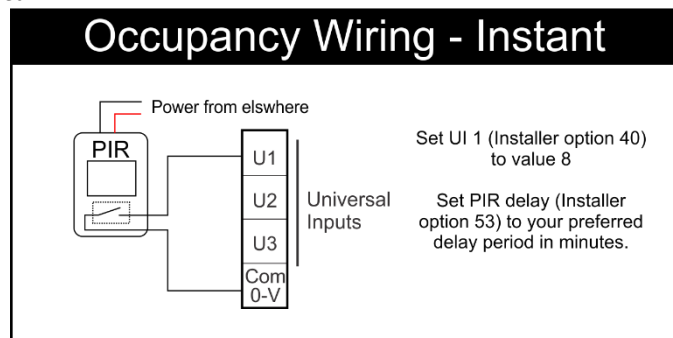 Occupancy Wiring - Instant
Power from elswhere
PIR
U1
U2
U3
Com
0-V
Universal
Inputs
Set UI 1 (Installer option 40)
to value 8
Set PIR delay (Installer
option 53) to your preferred
delay period in minutes.